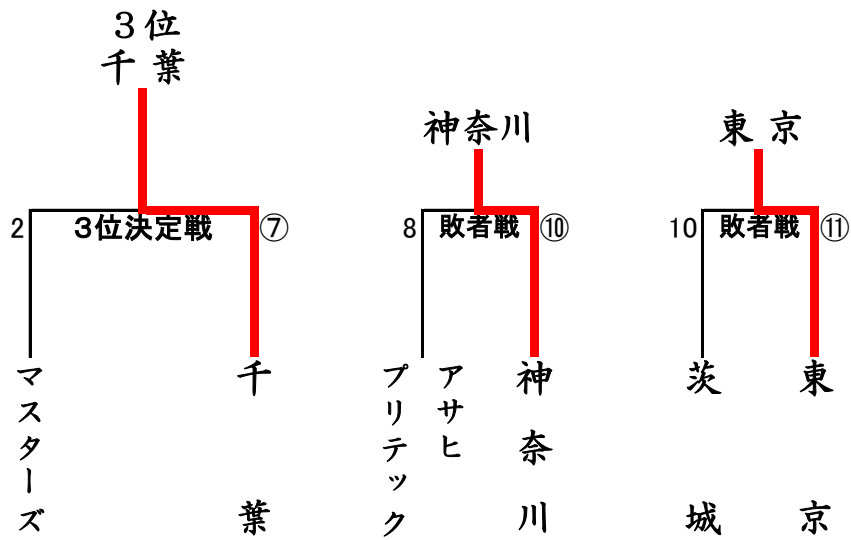 ３位
千葉
2
３位決定戦
⑦
マスターズ
千葉
神奈川
8
敗者戦
⑩
アサヒ
プリテック
神奈川
東京
10
敗者戦
⑪
茨城
東京